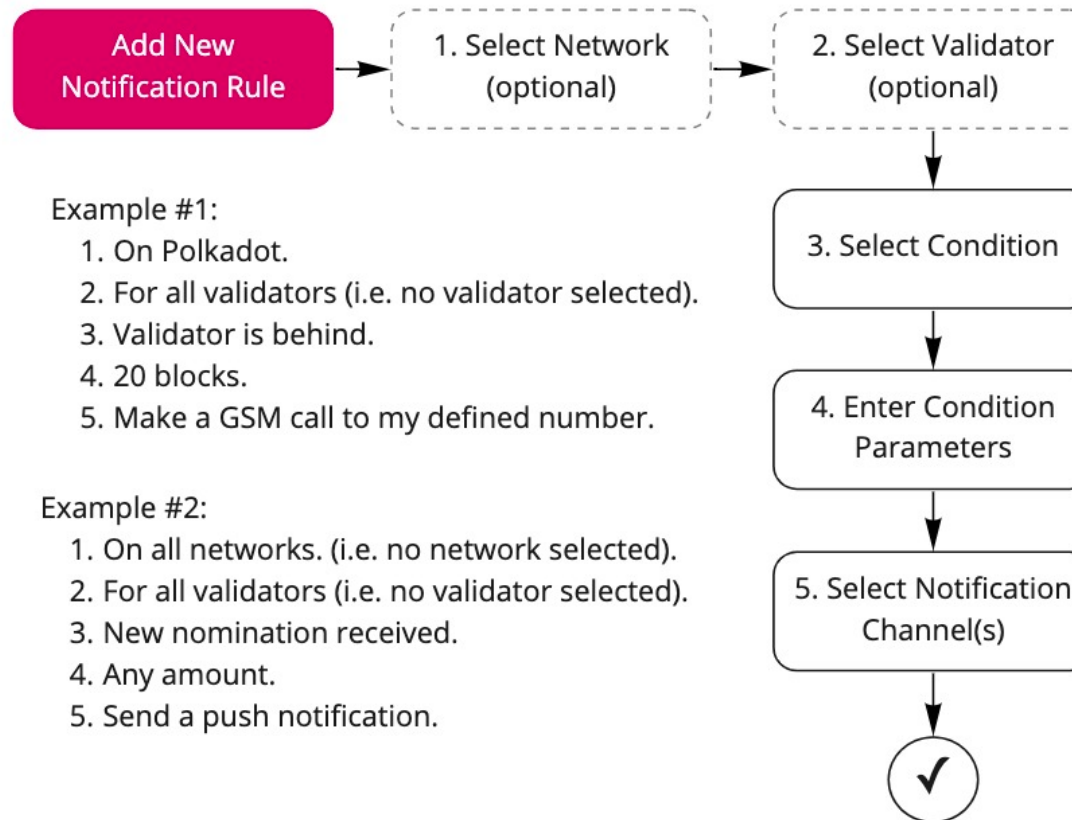 Add New
Notification Rule
1. Select Network
(optional)
2. Select Validator
(optional)
3. Select Condition
4. Enter Condition
Parameters
5. Select Notification
Channel(s)
Example #1:
1. On Polkadot.
2. For all validators (i.e. no validator selected).
3. Validator is behind.
4. 20 blocks.
5. Make a GSM call to my defined number.
Example #2:
1. On all networks. (i.e. no network selected).
2. For all validators (i.e. no validator selected).
3. New nomination received.
4. Any amount.
5. Send a push notification.